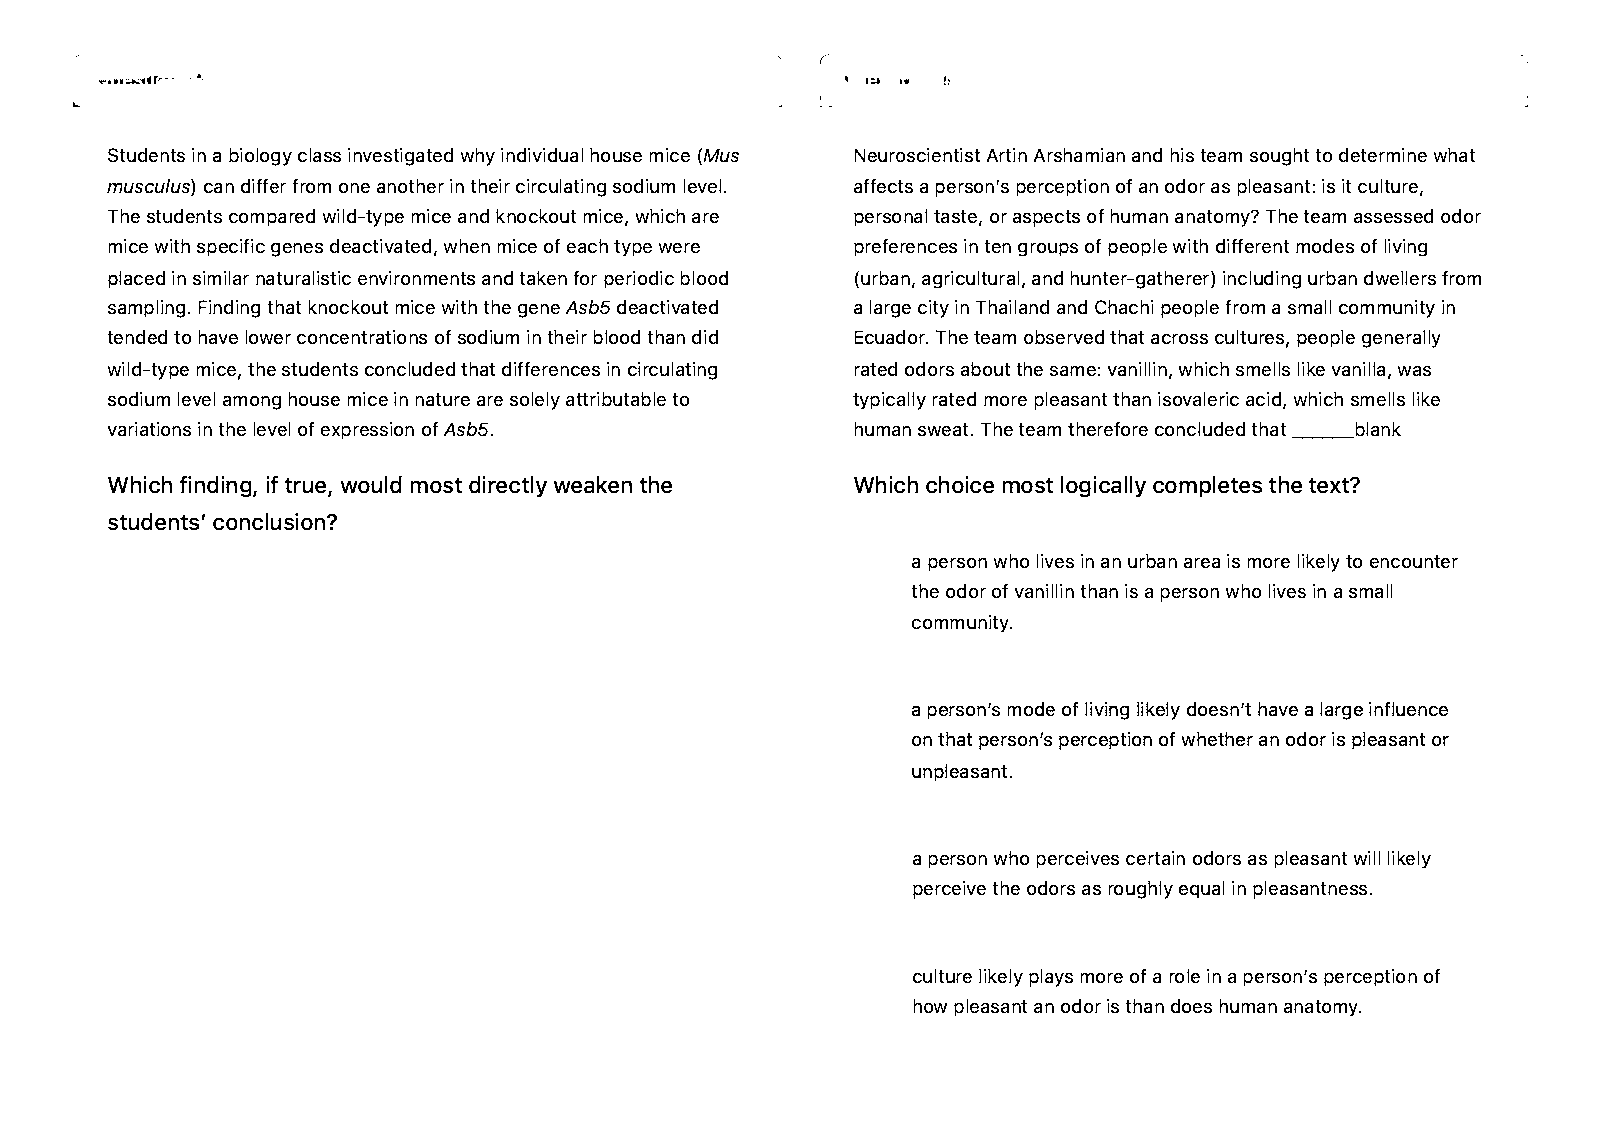 Students in a biology class investigated why individual house mice (Mus
musculus) can differ from one another in their circulating sodium level.
The students compared wild-type mice and knockout mice, which are
mice with specific genes deactivated, when mice of each type were
placed in similar naturalistic environments and taken for periodic blood
sampling. Finding that knockout mice with the gene Asb5 deactivated
tended to have lower concentrations of sodium in their blood than did
wild-type mice, the students concluded that differences in circulating
sodium level among house mice in nature are solely attributable to
variations in the level of expression of Asb5.
Which finding, if true, would most directly weaken the
students’ conclusion?
Neuroscientist Artin Arshamian and his team sought to determine what
affects a person’s perception of an odor as pleasant: is it culture,
personal taste, or aspects of human anatomy? The team assessed odor
preferences in ten groups of people with different modes of living
(urban, agricultural, and hunter-gatherer) including urban dwellers from
a large city in Thailand and Chachi people from a small community in
Ecuador. The team observed that across cultures, people generally
rated odors about the same: vanillin, which smells like vanilla, was
typically rated more pleasant than isovaleric acid, which smells like
human sweat. The team therefore concluded that ______blank
Which choice most logically completes the text?
a person who lives in an urban area is more likely to encounter
the odor of vanillin than is a person who lives in a small
community.
a person’s mode of living likely doesn’t have a large influence
on that person’s perception of whether an odor is pleasant or
unpleasant.
a person who perceives certain odors as pleasant will likely
perceive the odors as roughly equal in pleasantness.
culture likely plays more of a role in a person’s perception of
how pleasant an odor is than does human anatomy.